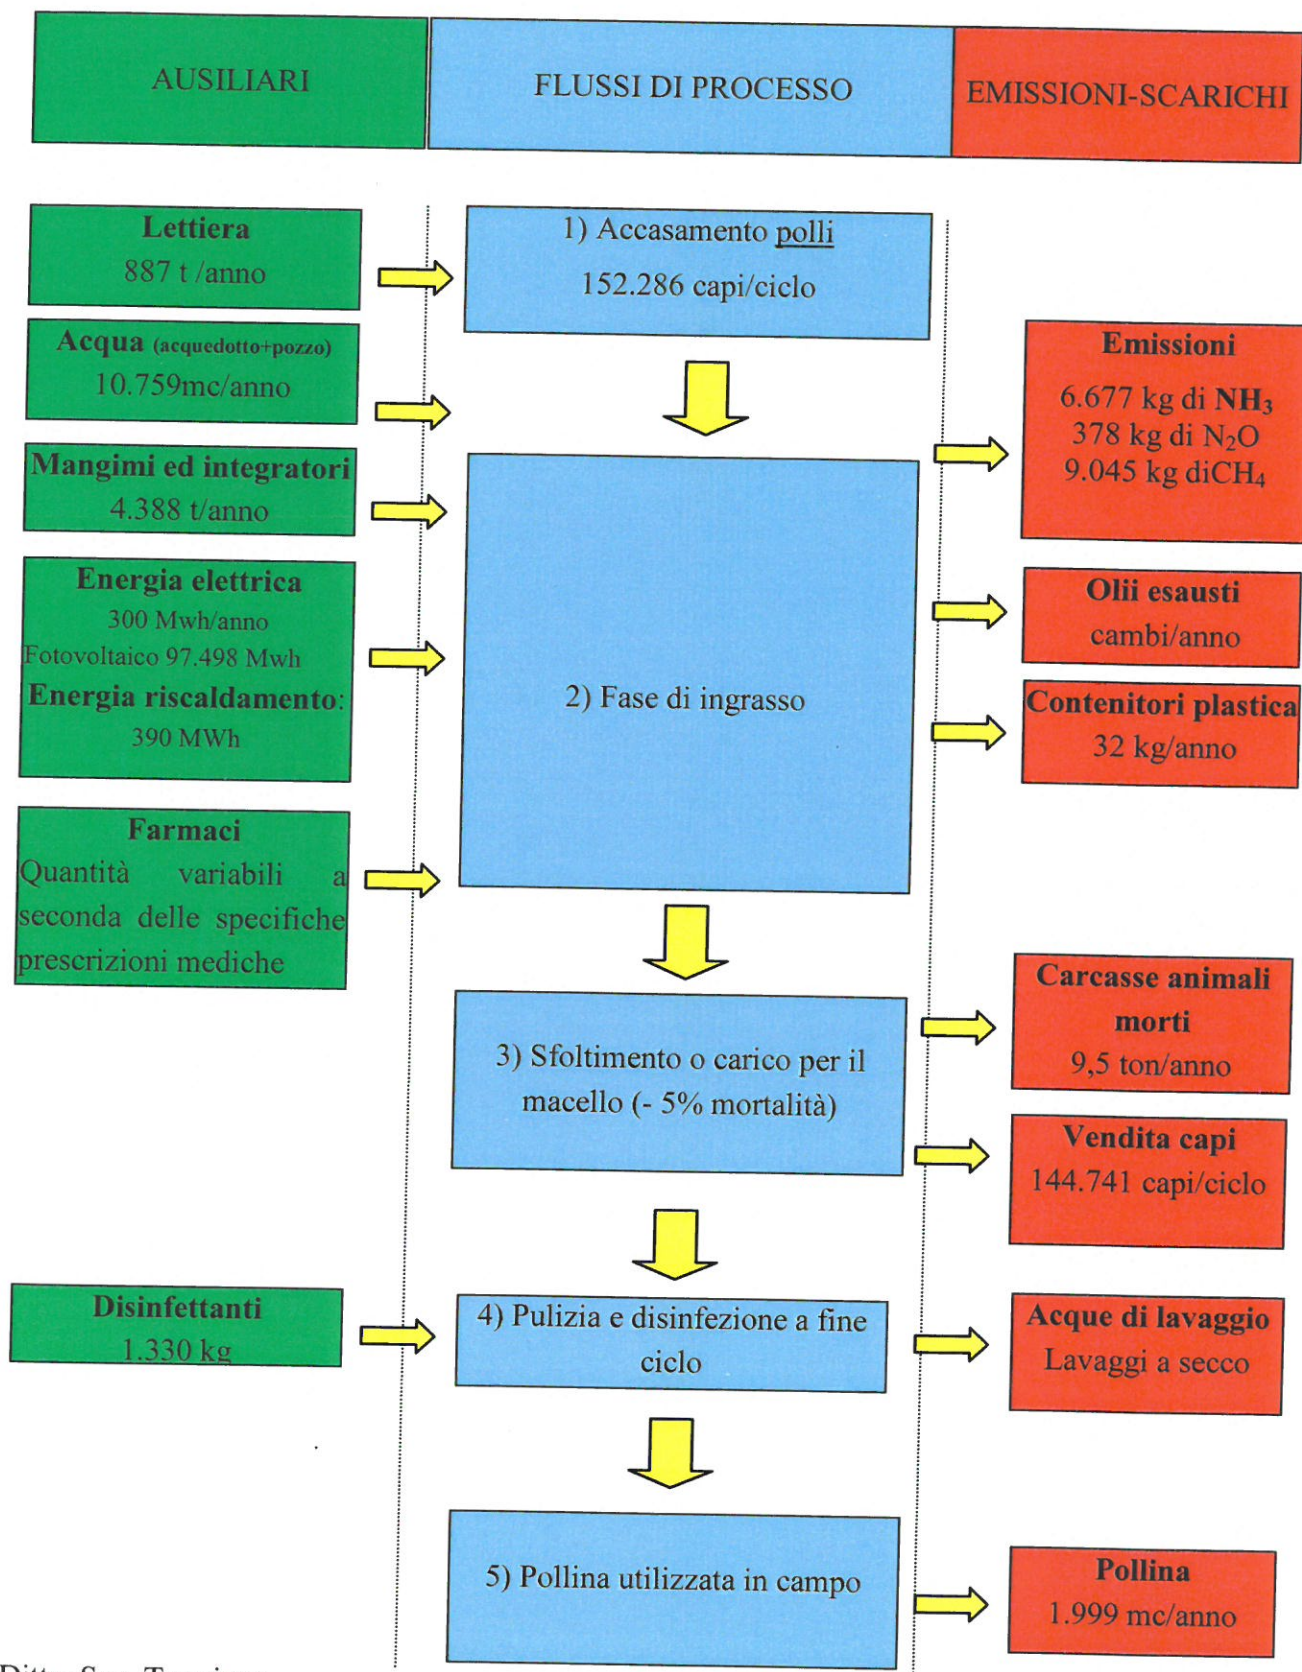 AUSILIARI
FLUSSI DI PROCESSO
EMISSIONI-SCARICHI
Lettiera
887 t /anno
1) Accasamento polli
152.286 capi/ciclo
Acqua (acquedotto+pozzo)
10.759mc/anno
Emissioni
6.677 kg di NH₃
378 kg di N₂O
9.045 kg diCH₄
Mangimi ed integratori
4.388 t/anno
Energia elettrica
300 Mwh/anno
Fotovoltaico 97.498 Mwh
Energia riscaldamento:
390 MWh
2) Fase di ingrasso
Olii esausti
cambi/anno
Contenitori plastica
32 kg/anno
Farmaci
Quantità variabili a
seconda delle specifiche
prescrizioni mediche
3) Sfoltimento o carico per il
macello (- 5% mortalità)
Carcasse animali
morti
9,5 ton/anno
Vendita capi
144.741 capi/ciclo
Disinfettanti
1.330 kg
4) Pulizia e disinfezione a fine
ciclo
Acque di lavaggio
Lavaggi a secco
5) Pollina utilizzata in campo
Pollina
1.999 mc/anno